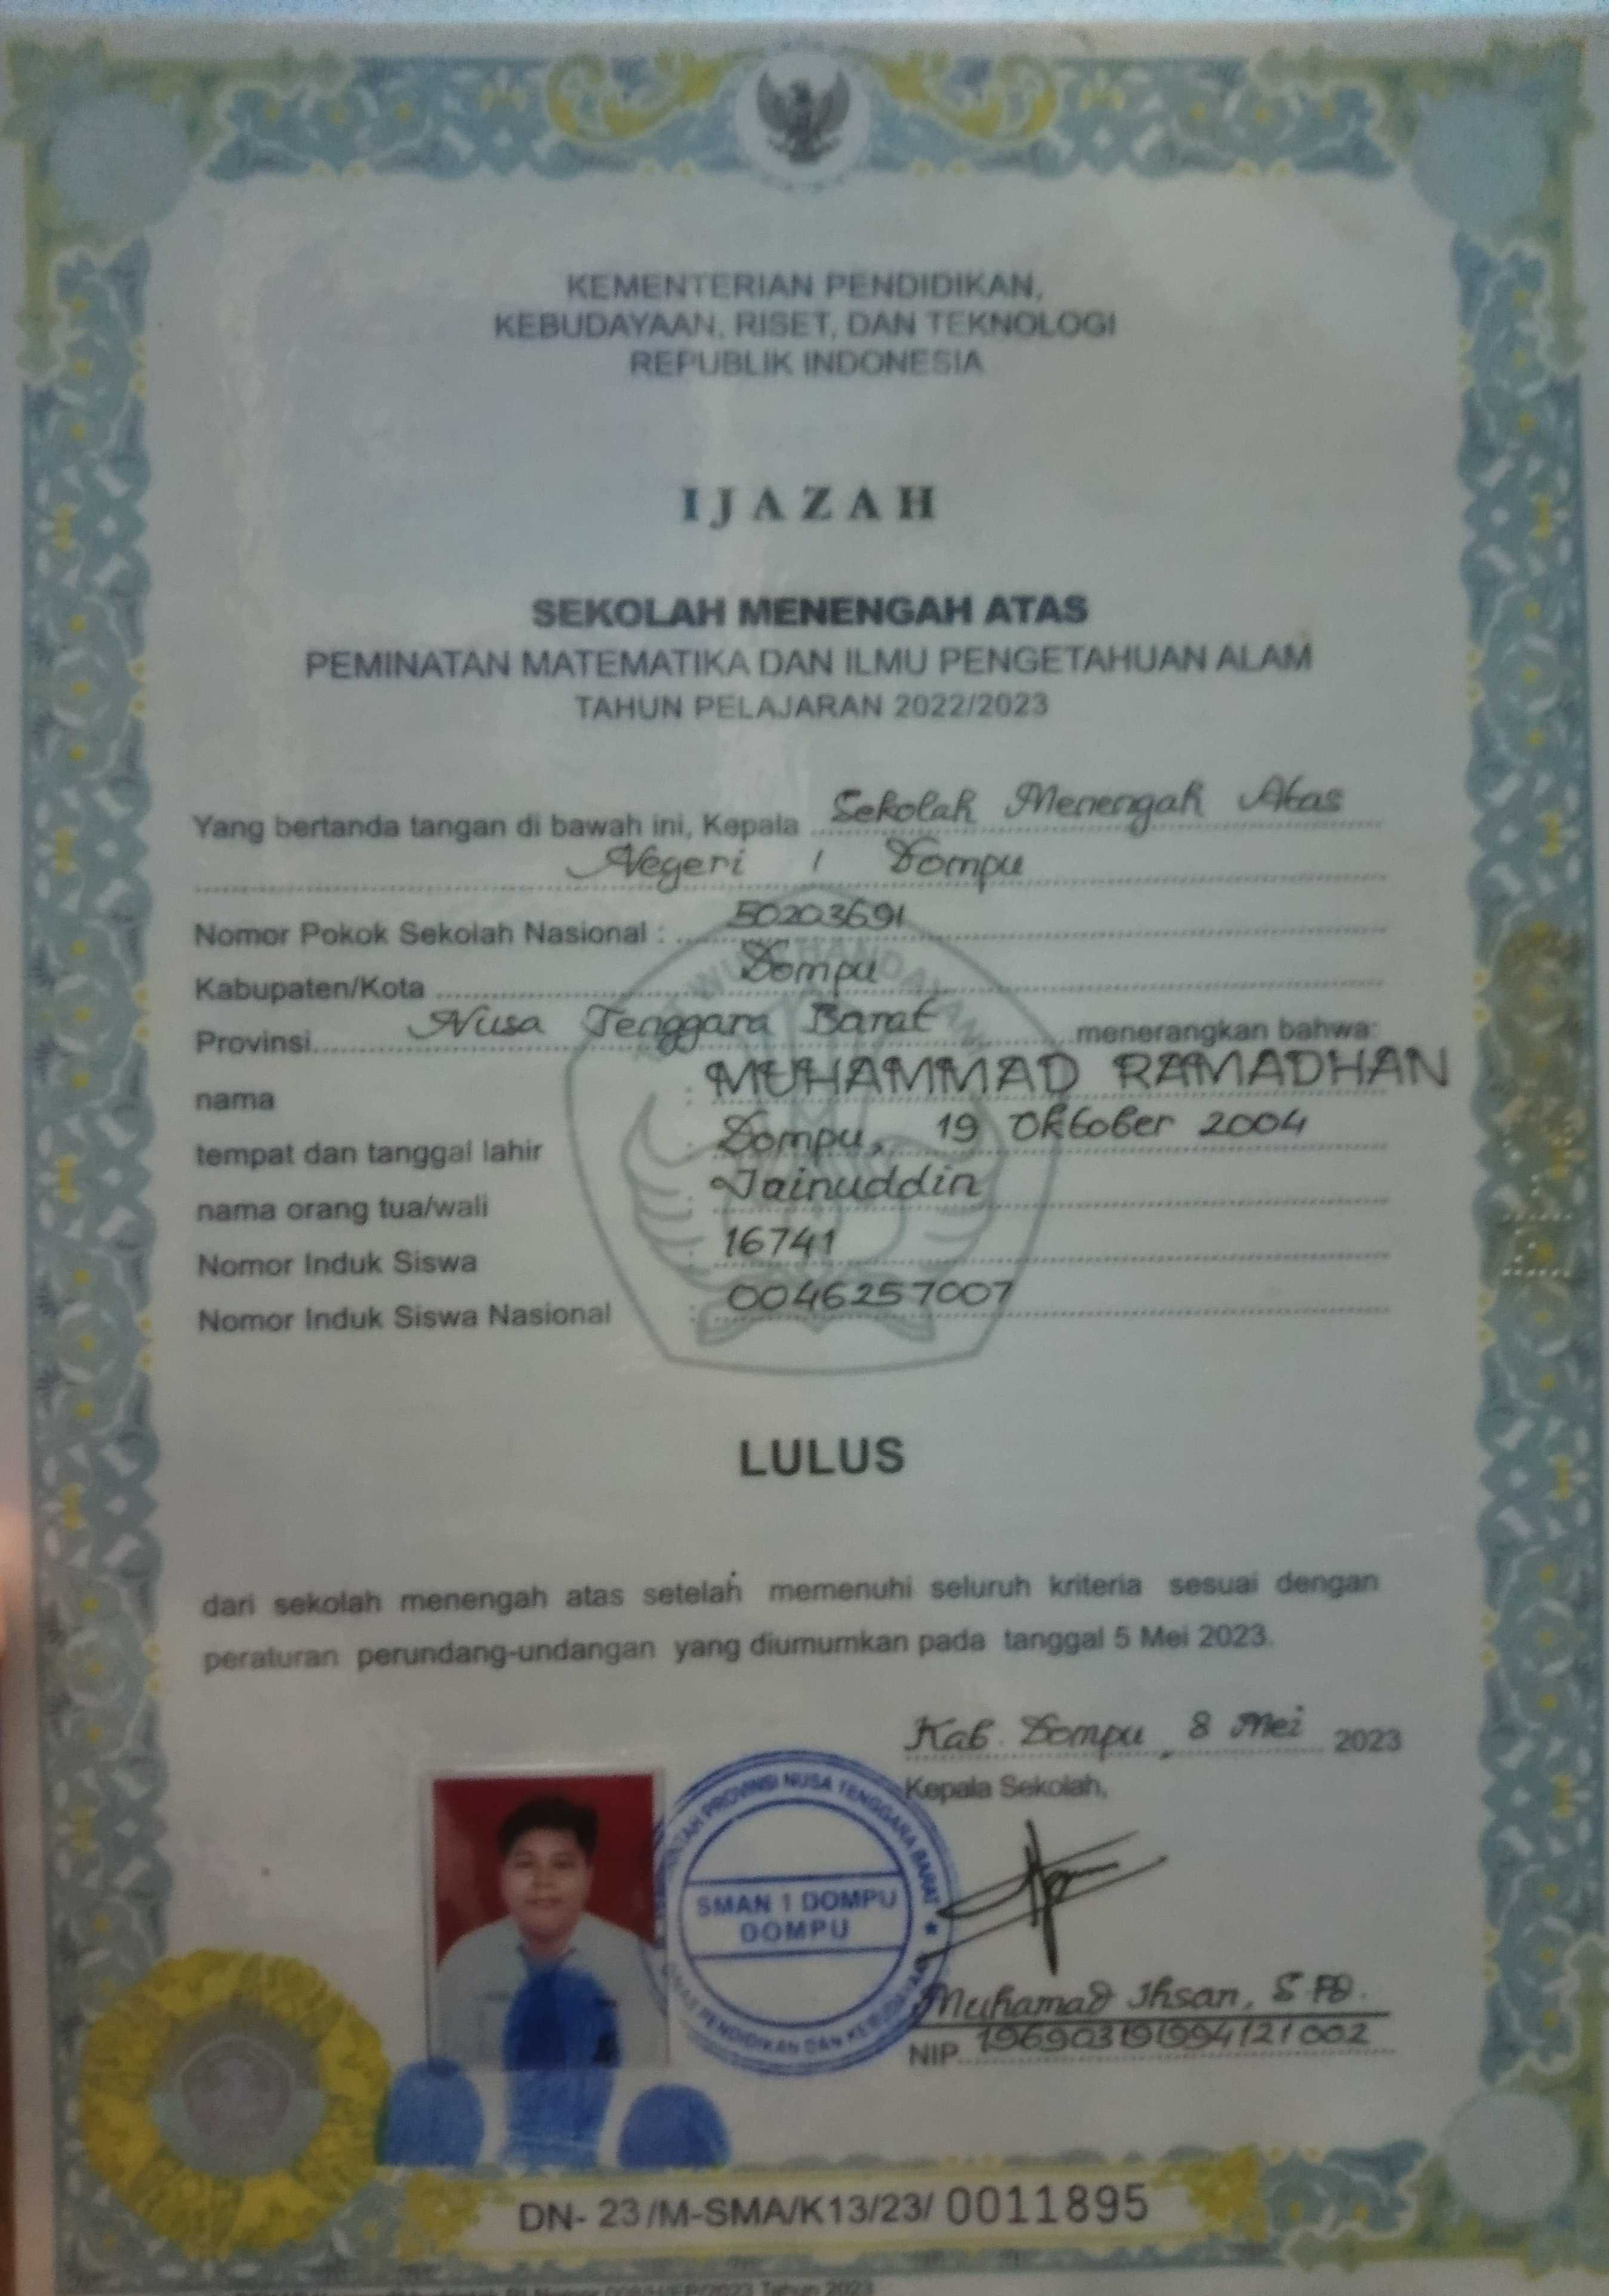 KEMENTERIAN PENDIDIKAN,
KEBUDAYAAN, RISET, DAN TEKNOLOGI
REPUBLIK INDONESIA
IJAZAH
SEKOLAH MENENGAH ATAS
PEMINATAN MATEMATIKA DAN ILMU PENGETAHUAN ALAM
TAHUN PELAJARAN 2022/2023
Yang bertanda tangan di bawah ini, Kepala Sekolah Menengah Atas
Negeri 1 Dompu
Nomor Pokok Sekolah Nasional : 50203691
Kabupaten/Kota Dompu
Provinsi Nusa Tenggara Barat menerangkan bahwa:
nama : MUHAMMAD RAMADHAN
tempat dan tanggal lahir : Dompu, 19 Oktober 2004
nama orang tua/wali : Jainuddin
Nomor Induk Siswa : 16741
Nomor Induk Siswa Nasional : 0046257007
LULUS
dari sekolah menengah atas setelah memenuhi seluruh kriteria sesuai dengan
peraturan perundang-undangan yang diumumkan pada tanggal 5 Mei 2023.
Kab. Dompu, 8 Mei 2023
Kepala Sekolah,
PROVINSI NUSA TENGGARA BARAT
SMAN 1 DOMPU
DOMPU
PENDIDIKAN DAN
Muhamad Ihsan, S.Pd.
NIP. 196903191994121002
DN- 23/M-SMA/K13/23/ 0011895